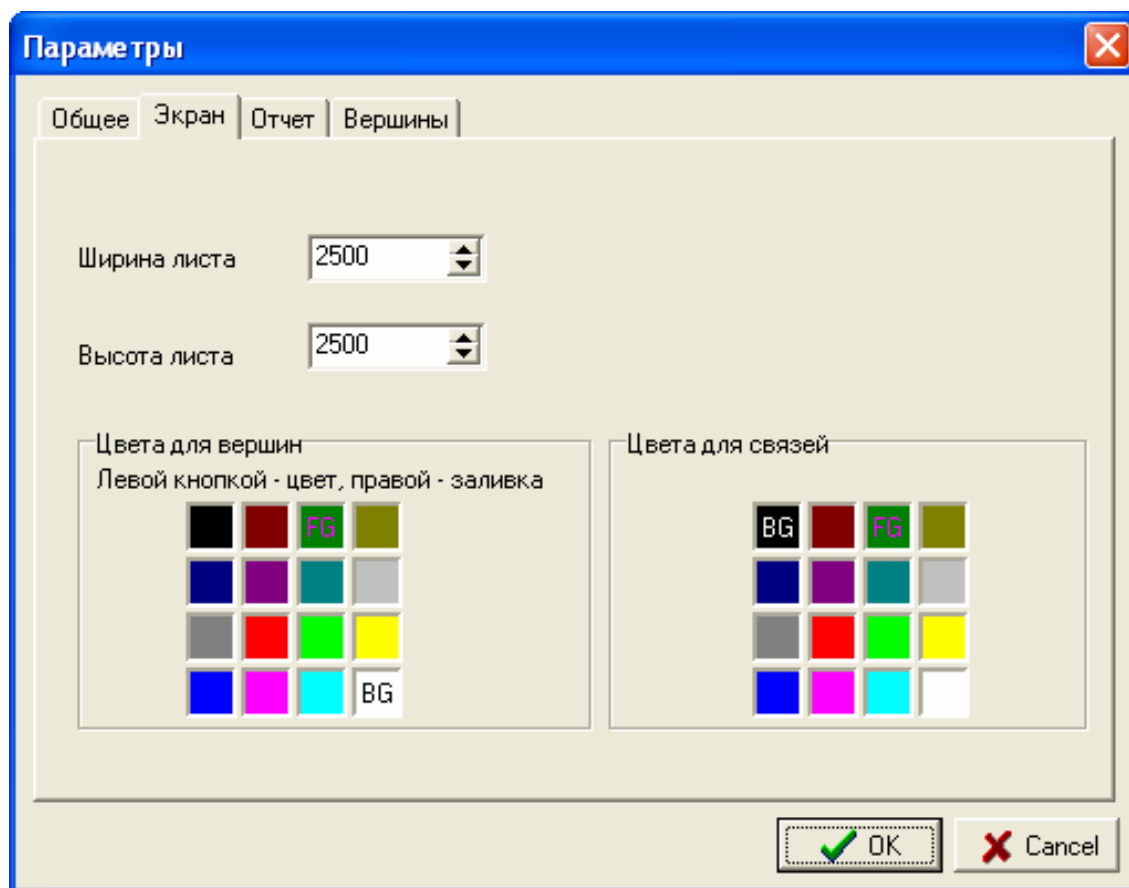 Параметры
Общее Экран Отчет Вершины
Ширина листа 2500
Высота листа 2500
Цвета для вершин
Левой кнопкой - цвет, правой - заливка
FG
BG
Цвета для связей
BG FG
OK Cancel